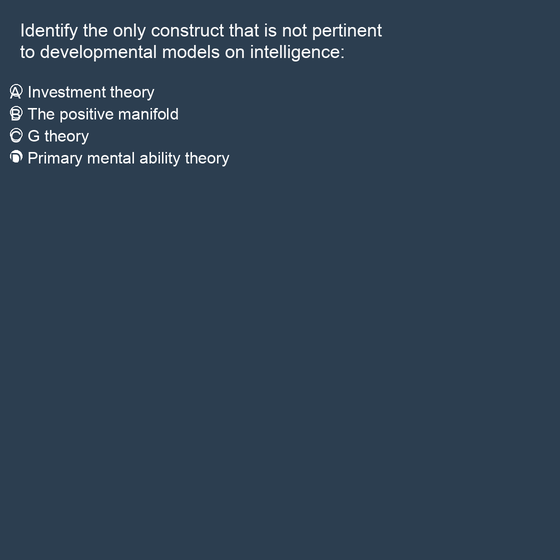 Identify the only construct that is not pertinent
to developmental models on intelligence:
A Investment theory
B The positive manifold
C G theory
D Primary mental ability theory